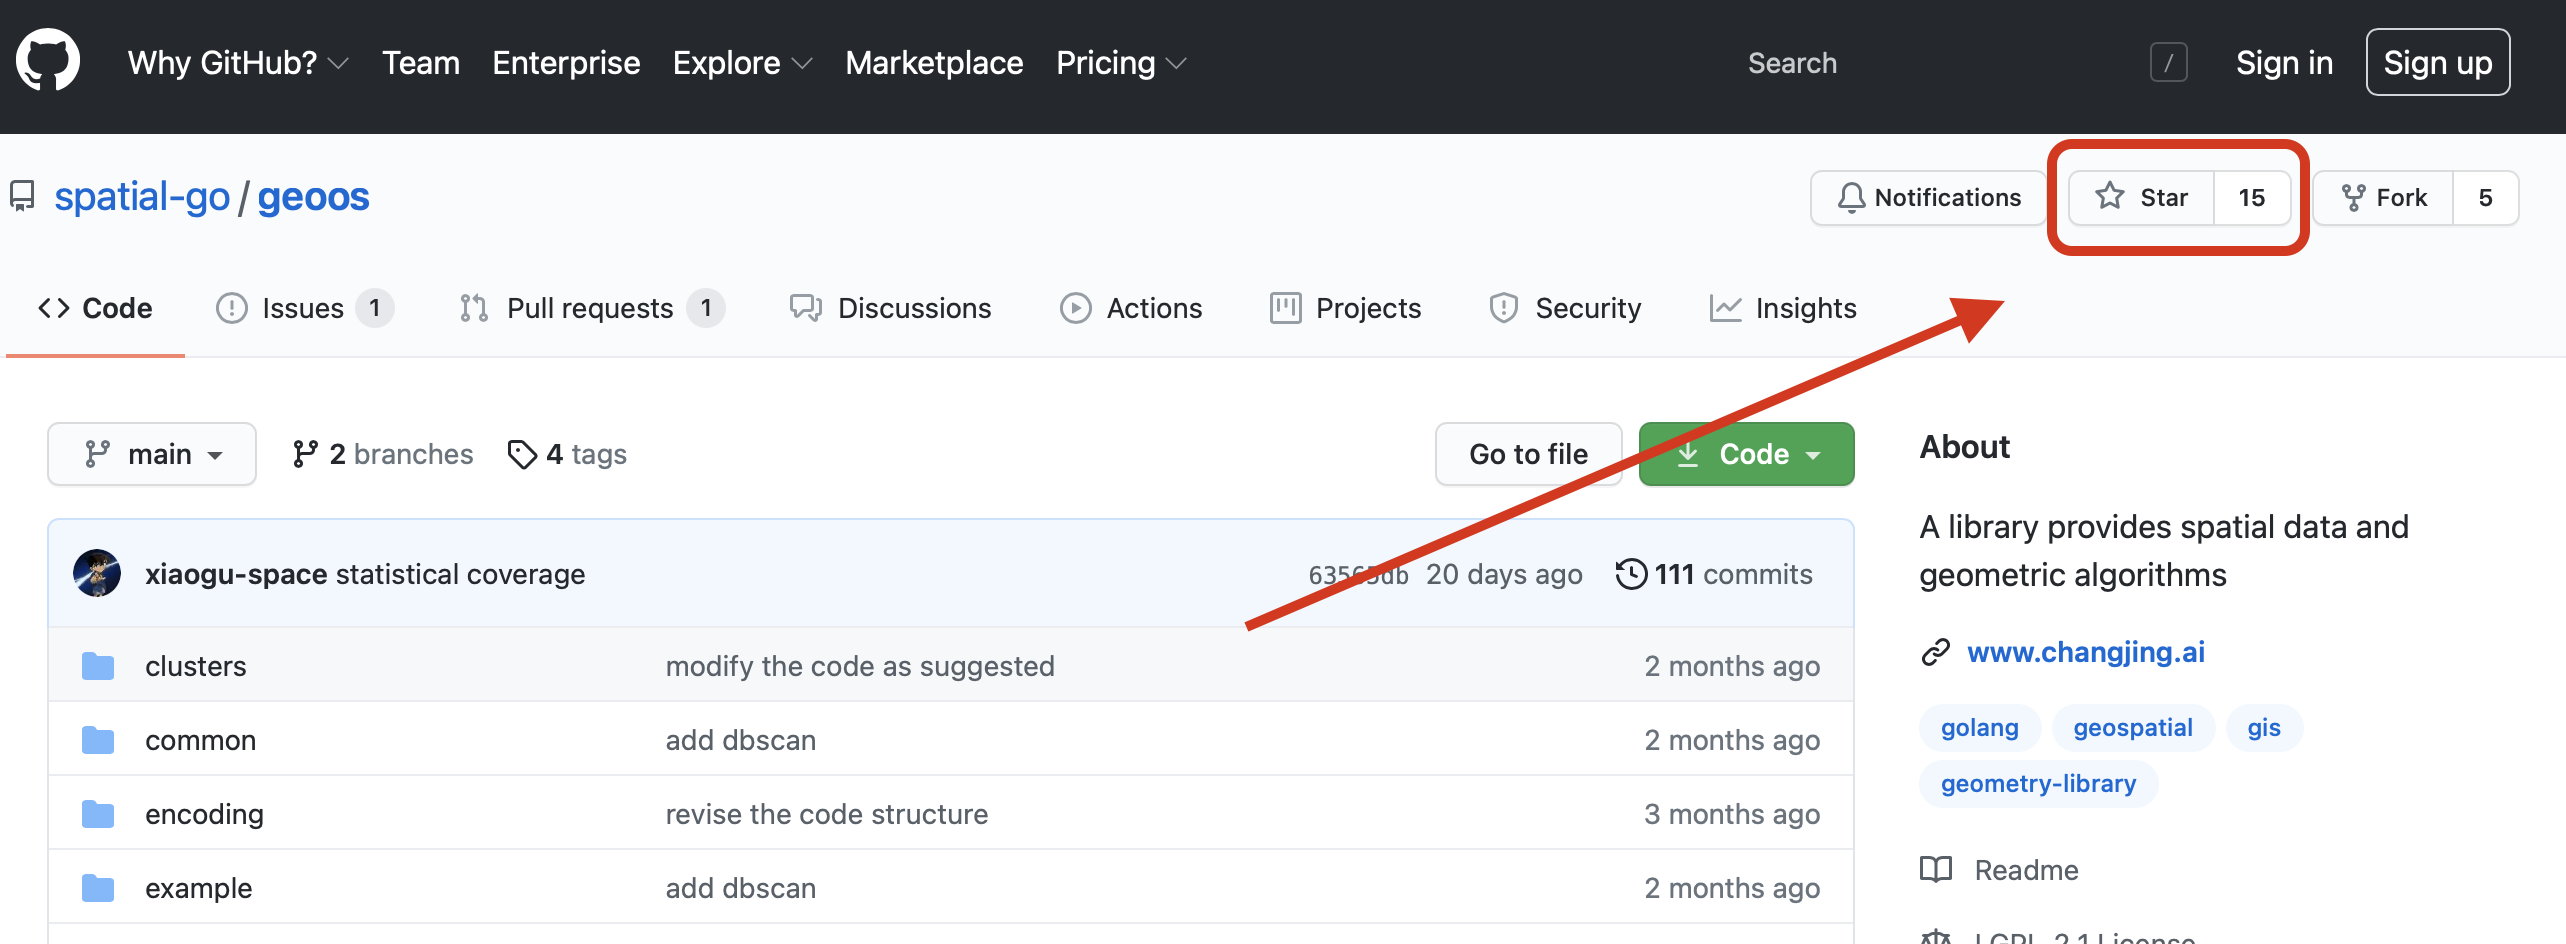 Why GitHub? Team Enterprise Explore Marketplace Pricing Search / Sign in Sign up
spatial-go / geoos Notifications Star 15 Fork 5
Code Issues 1 Pull requests 1 Discussions Actions Projects Security Insights
main 2 branches 4 tags Go to file Code
xiaogu-space statistical coverage 20 days ago 111 commits
clusters modify the code as suggested 2 months ago
common add dbscan 2 months ago
encoding revise the code structure 3 months ago
example add dbscan 2 months ago
About
A library provides spatial data and
geometric algorithms
www.changjing.ai
golang geospatial gis
geometry-library
Readme
LGPL-2.1 License